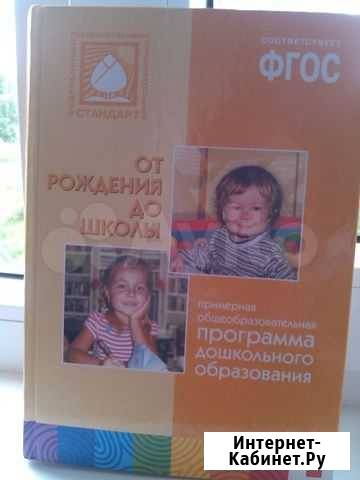 СООТВЕТСТВУЕТ
ФГОС
СТАНДАРТ
ОТ
РОЖДЕНИЯ
ДО
ШКОЛЫ
примерная
общеобразовательная
программа
дошкольного
образования
Интернет-
Кабинет.Ру